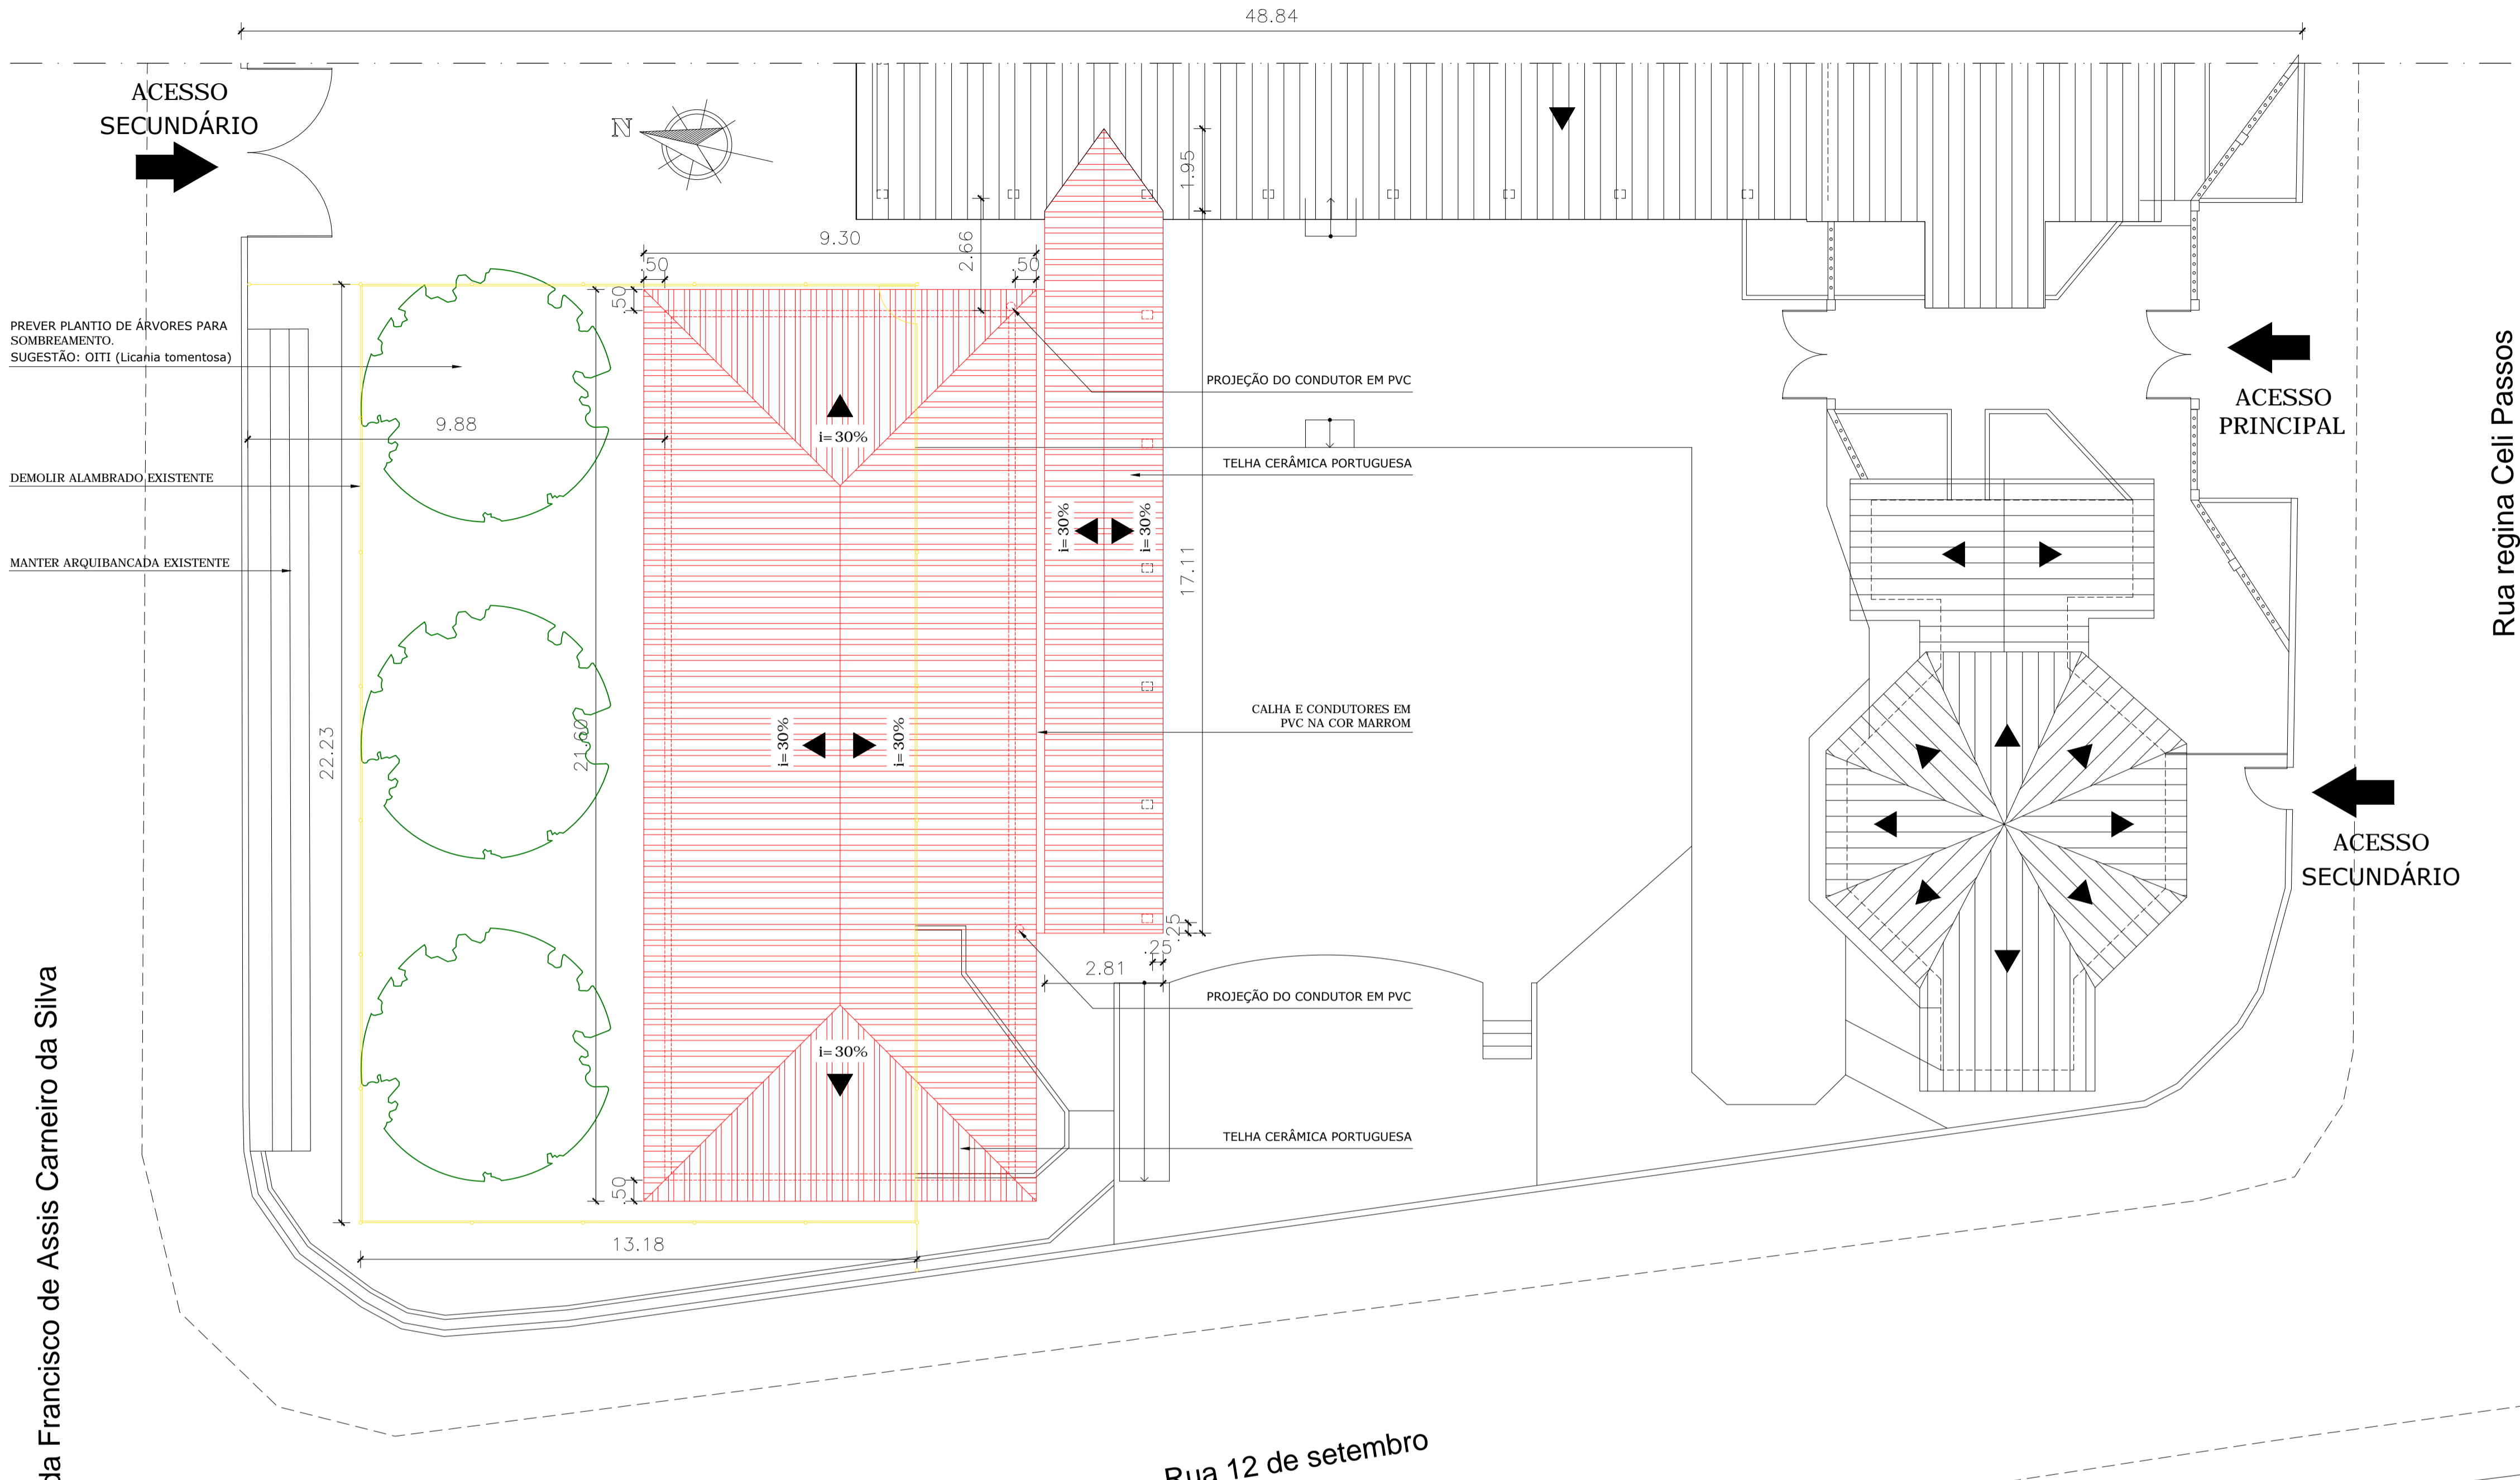 48.84
ACESSO
SECUNDÁRIO
N
1.95
9.30
2.66
.50
.50
.50
PREVER PLANTIO DE ÁRVORES PARA
SOMBREAMENTO.
SUGESTÃO: OITI (Licania tomentosa)
PROJEÇÃO DO CONDUTOR EM PVC
ACESSO
PRINCIPAL
Rua regina Celi Passos
9.88
i=30%
TELHA CERÂMICA PORTUGUESA
DEMOLIR ALAMBRADO EXISTENTE
i=30%
i=30%
MANTER ARQUIBANCADA EXISTENTE
17.11
CALHA E CONDUTORES EM
PVC NA COR MARROM
22.23
21.60
i=30%
i=30%
ACESSO
SECUNDÁRIO
.25
.25
2.81
PROJEÇÃO DO CONDUTOR EM PVC
i=30%
TELHA CERÂMICA PORTUGUESA
.50
13.18
da Francisco de Assis Carneiro da Silva
Rua 12 de setembro